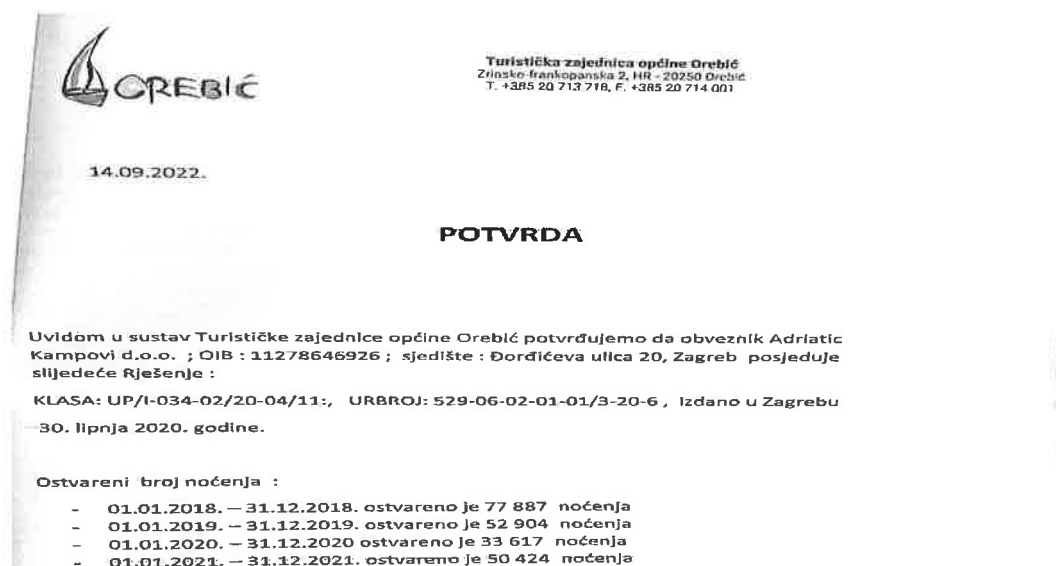 OREBIĆ
Turistička zajednica općine Orebić
Zrinsko-frankopanska 2, HR - 20250 Orebić
T. +385 20 713 718, F. +385 20 714 001
14.09.2022.
POTVRDA
Uvidom u sustav Turističke zajednice općine Orebić potvrđujemo da obveznik Adriatic
Kampovi d.o.o. ; OIB : 11278646926 ; sjedište : Đorđićeva ulica 20, Zagreb posjeduje
slijedeće Rješenje :
KLASA: UP/I-034-02/20-04/11:, URBROJ: 529-06-02-01-01/3-20-6 , Izdano u Zagrebu
30. lipnja 2020. godine.
Ostvareni broj noćenja :
- 01.01.2018. – 31.12.2018. ostvareno je 77 887 noćenja
- 01.01.2019. – 31.12.2019. ostvareno je 52 904 noćenja
- 01.01.2020. – 31.12.2020 ostvareno je 33 617 noćenja
- 01.01.2021. – 31.12.2021. ostvareno je 50 424 noćenja